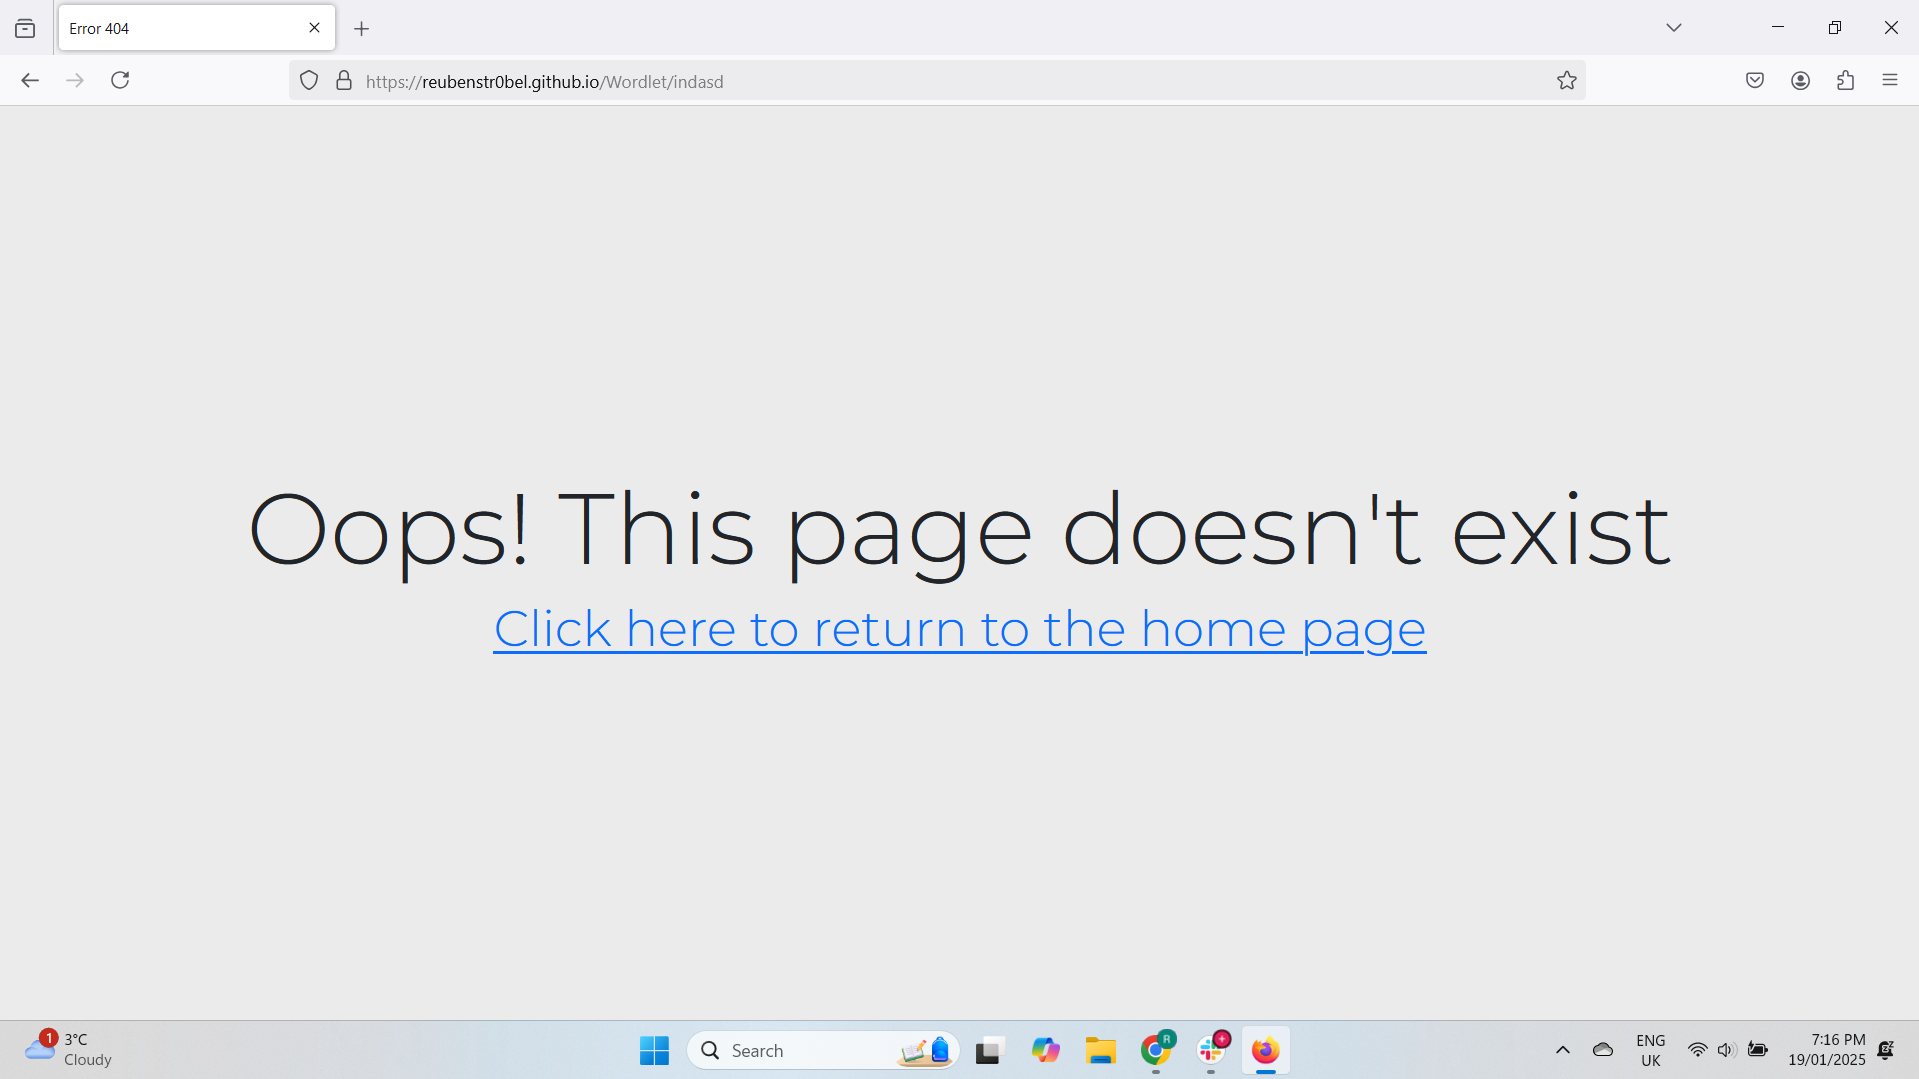 Error 404
https://reubenstr0bel.github.io/Wordlet/indasd
Oops! This page doesn't exist
Click here to return to the home page
1
3°C
Cloudy
Search
R
ENG
UK
7:16 PM
19/01/2025